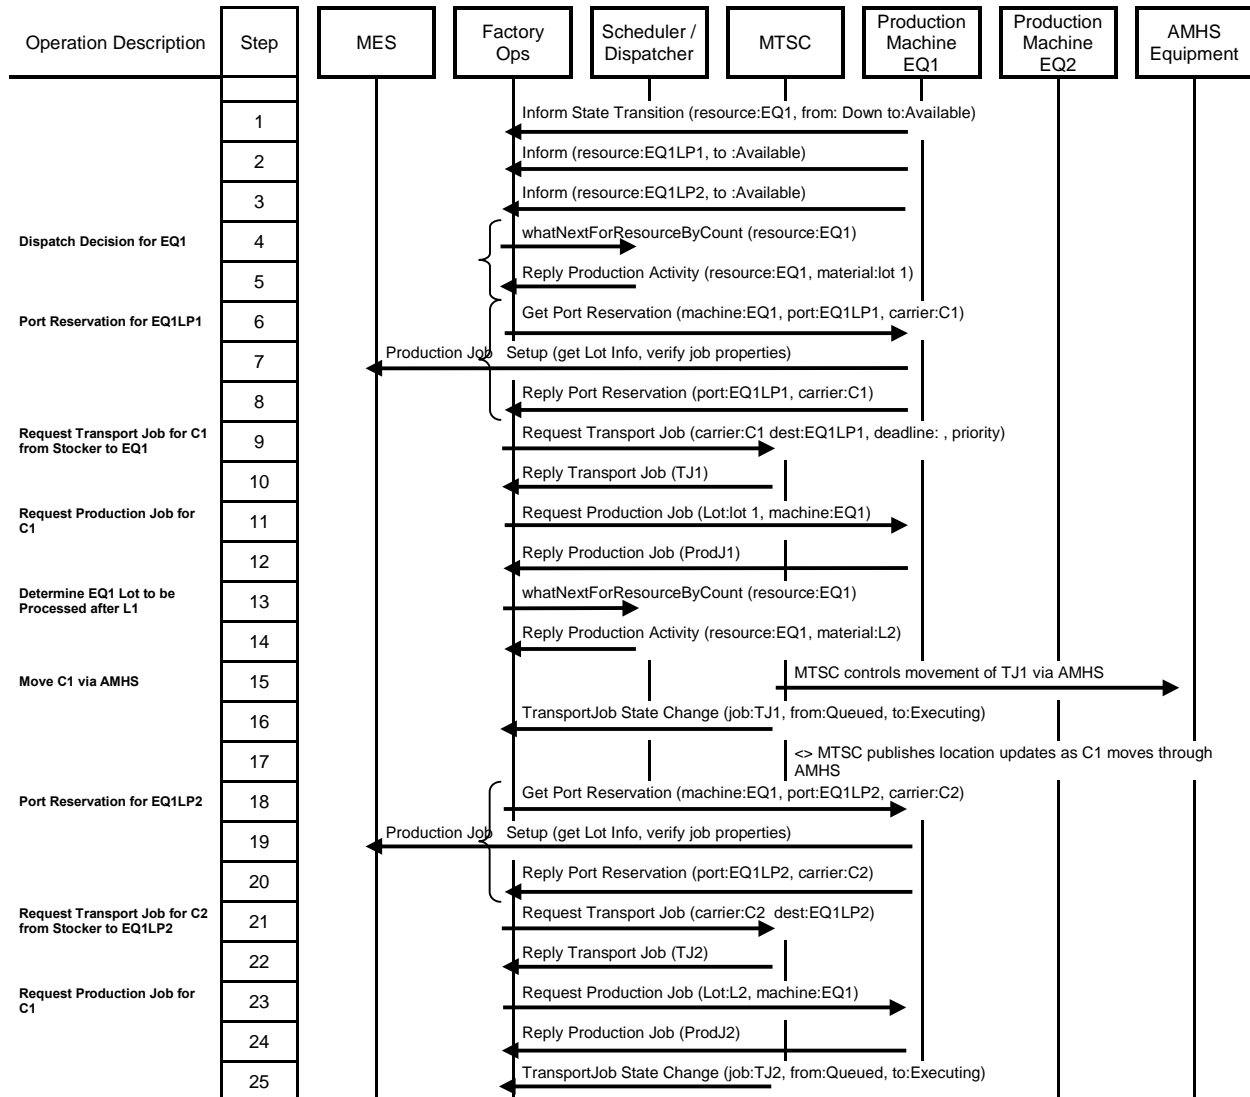 Operation Description
Step
MES
Factory
Ops
Scheduler /
Dispatcher
MTSC
Production
Machine
EQ1
Production
Machine
EQ2
AMHS
Equipment
1
Inform State Transition (resource:EQ1, from: Down to:Available)
2
Inform (resource:EQ1LP1, to :Available)
3
Inform (resource:EQ1LP2, to :Available)
Dispatch Decision for EQ1
4
whatNextForResourceByCount (resource:EQ1)
5
Reply Production Activity (resource:EQ1, material:lot 1)
Port Reservation for EQ1LP1
6
Get Port Reservation (machine:EQ1, port:EQ1LP1, carrier:C1)
7
Production Job Setup (get Lot Info, verify job properties)
8
Reply Port Reservation (port:EQ1LP1, carrier:C1)
Request Transport Job for C1
from Stocker to EQ1
9
Request Transport Job (carrier:C1 dest:EQ1LP1, deadline: , priority)
10
Reply Transport Job (TJ1)
Request Production Job for
C1
11
Request Production Job (Lot:lot 1, machine:EQ1)
12
Reply Production Job (ProdJ1)
Determine EQ1 Lot to be
Processed after L1
13
whatNextForResourceByCount (resource:EQ1)
14
Reply Production Activity (resource:EQ1, material:L2)
Move C1 via AMHS
15
MTSC controls movement of TJ1 via AMHS
16
TransportJob State Change (job:TJ1, from:Queued, to:Executing)
17
<> MTSC publishes location updates as C1 moves through
AMHS
Port Reservation for EQ1LP2
18
Get Port Reservation (machine:EQ1, port:EQ1LP2, carrier:C2)
19
Production Job Setup (get Lot Info, verify job properties)
20
Reply Port Reservation (port:EQ1LP2, carrier:C2)
Request Transport Job for C2
from Stocker to EQ1LP2
21
Request Transport Job (carrier:C2 dest:EQ1LP2)
22
Reply Transport Job (TJ2)
Request Production Job for
C1
23
Request Production Job (Lot:L2, machine:EQ1)
24
Reply Production Job (ProdJ2)
25
TransportJob State Change (job:TJ2, from:Queued, to:Executing)